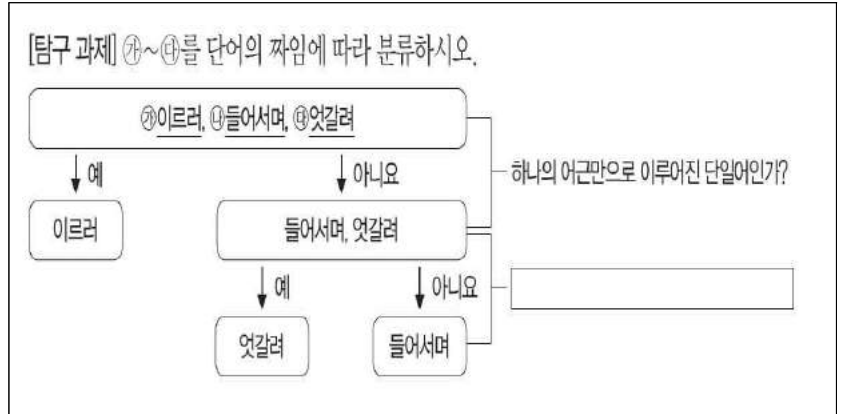 [탐구 과제] ㉮~㉰를 단어의 짜임에 따라 분류하시오.
㉮이르러, ㉯들어서며, ㉰엇갈려
예
아니요
하나의 어근만으로 이루어진 단일어인가?
이르러
들어서며, 엇갈려
예
아니요
엇갈려
들어서며